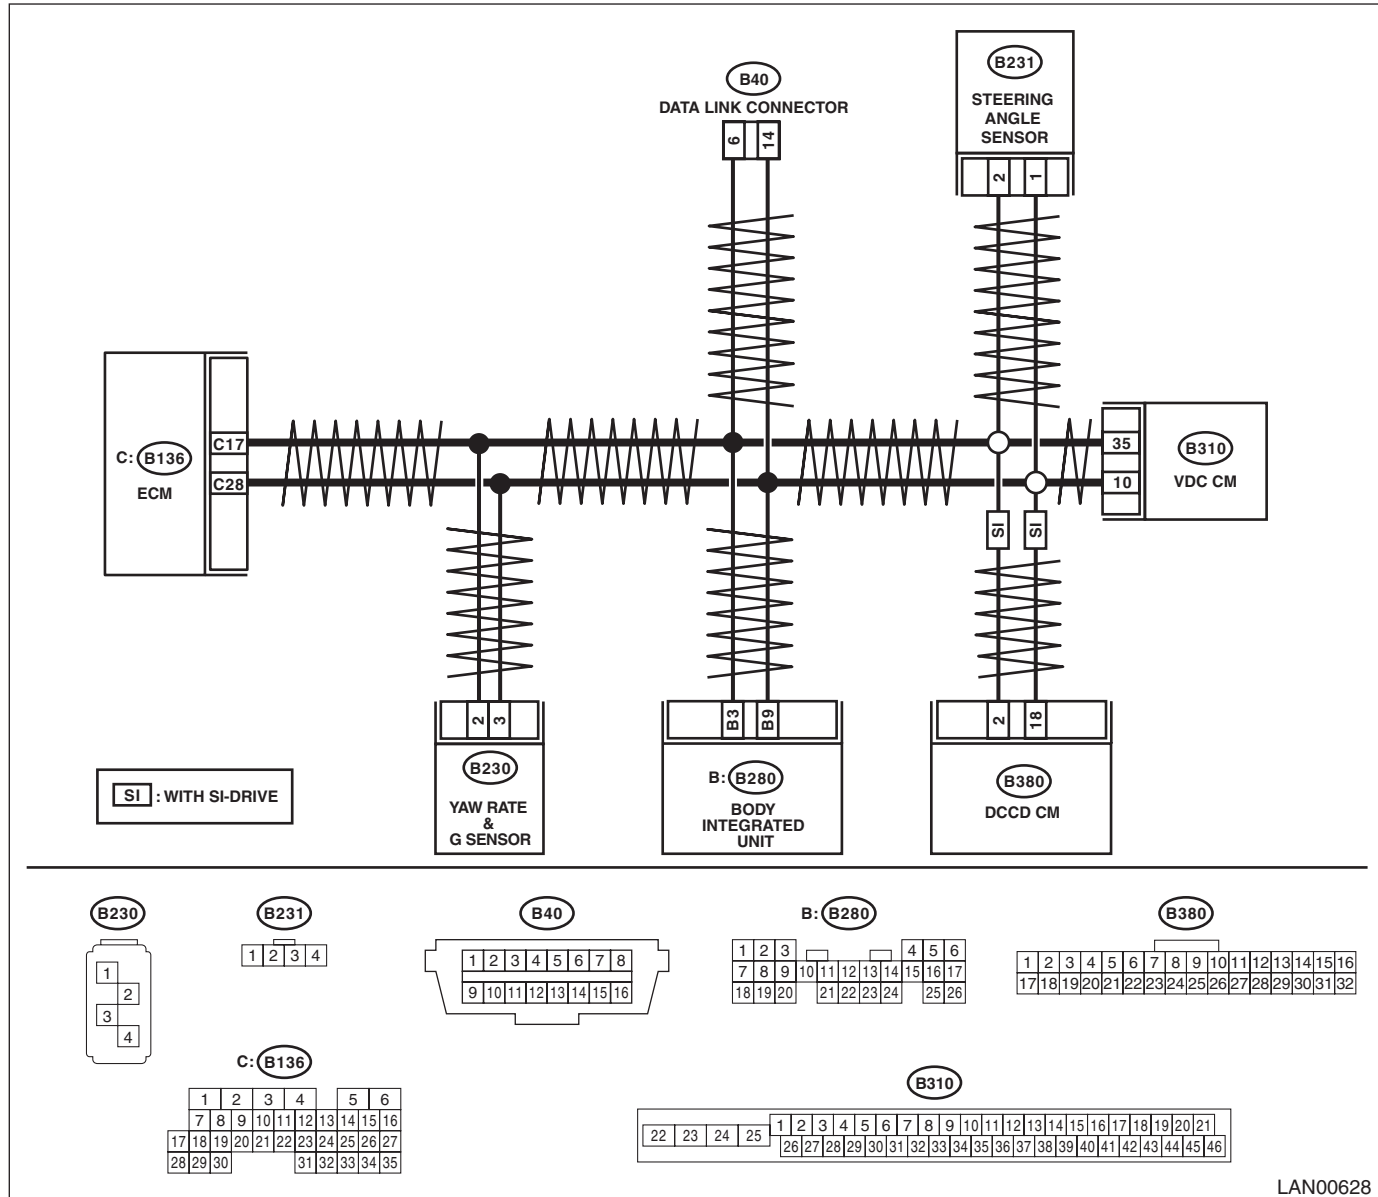 B231
STEERING
ANGLE
SENSOR
B40
DATA LINK CONNECTOR
6 14
2 1
C: B136
ECM
C17
C28
35
10
B310
VDC CM
SI SI
2 3
B3 B9
2 18
B230
YAW RATE
&
G SENSOR
B: B280
BODY
INTEGRATED
UNIT
B380
DCCD CM
SI : WITH SI-DRIVE
B230
1
2
3
4
B231
1 2 3 4
B40
1 2 3 4 5 6 7 8
9 10 11 12 13 14 15 16
B: B280
1 2 3 4 5 6
7 8 9 10 11 12 13 14 15 16 17
18 19 20 21 22 23 24 25 26
B380
1 2 3 4 5 6 7 8 9 10 11 12 13 14 15 16
17 18 19 20 21 22 23 24 25 26 27 28 29 30 31 32
C: B136
1 2 3 4 5 6
7 8 9 10 11 12 13 14 15 16
17 18 19 20 21 22 23 24 25 26 27
28 29 30 31 32 33 34 35
B310
22 23 24 25 1 2 3 4 5 6 7 8 9 10 11 12 13 14 15 16 17 18 19 20 21
26 27 28 29 30 31 32 33 34 35 36 37 38 39 40 41 42 43 44 45 46
LAN00628